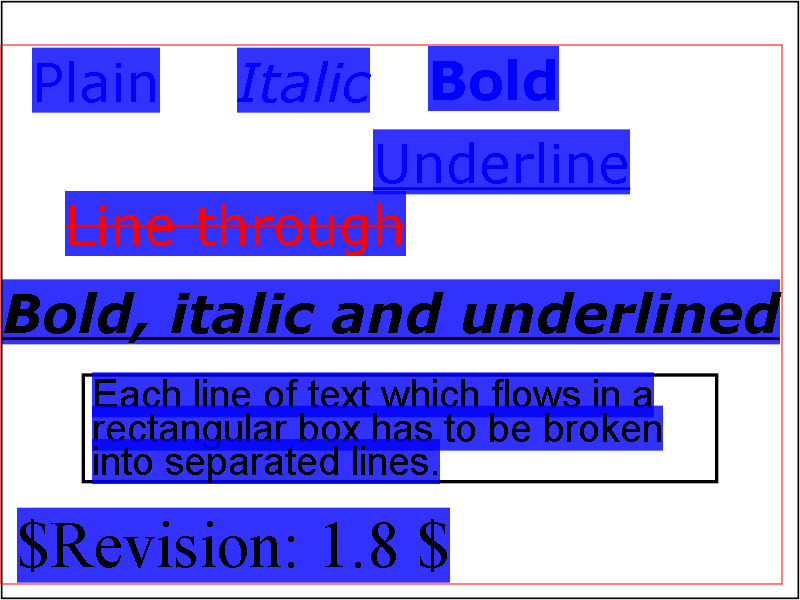 Plain Italic Bold
Underline
Line through
Bold, italic and underlined
Each line of text which flows in a
rectangular box has to be broken
into separated lines.
$Revision: 1.8 $